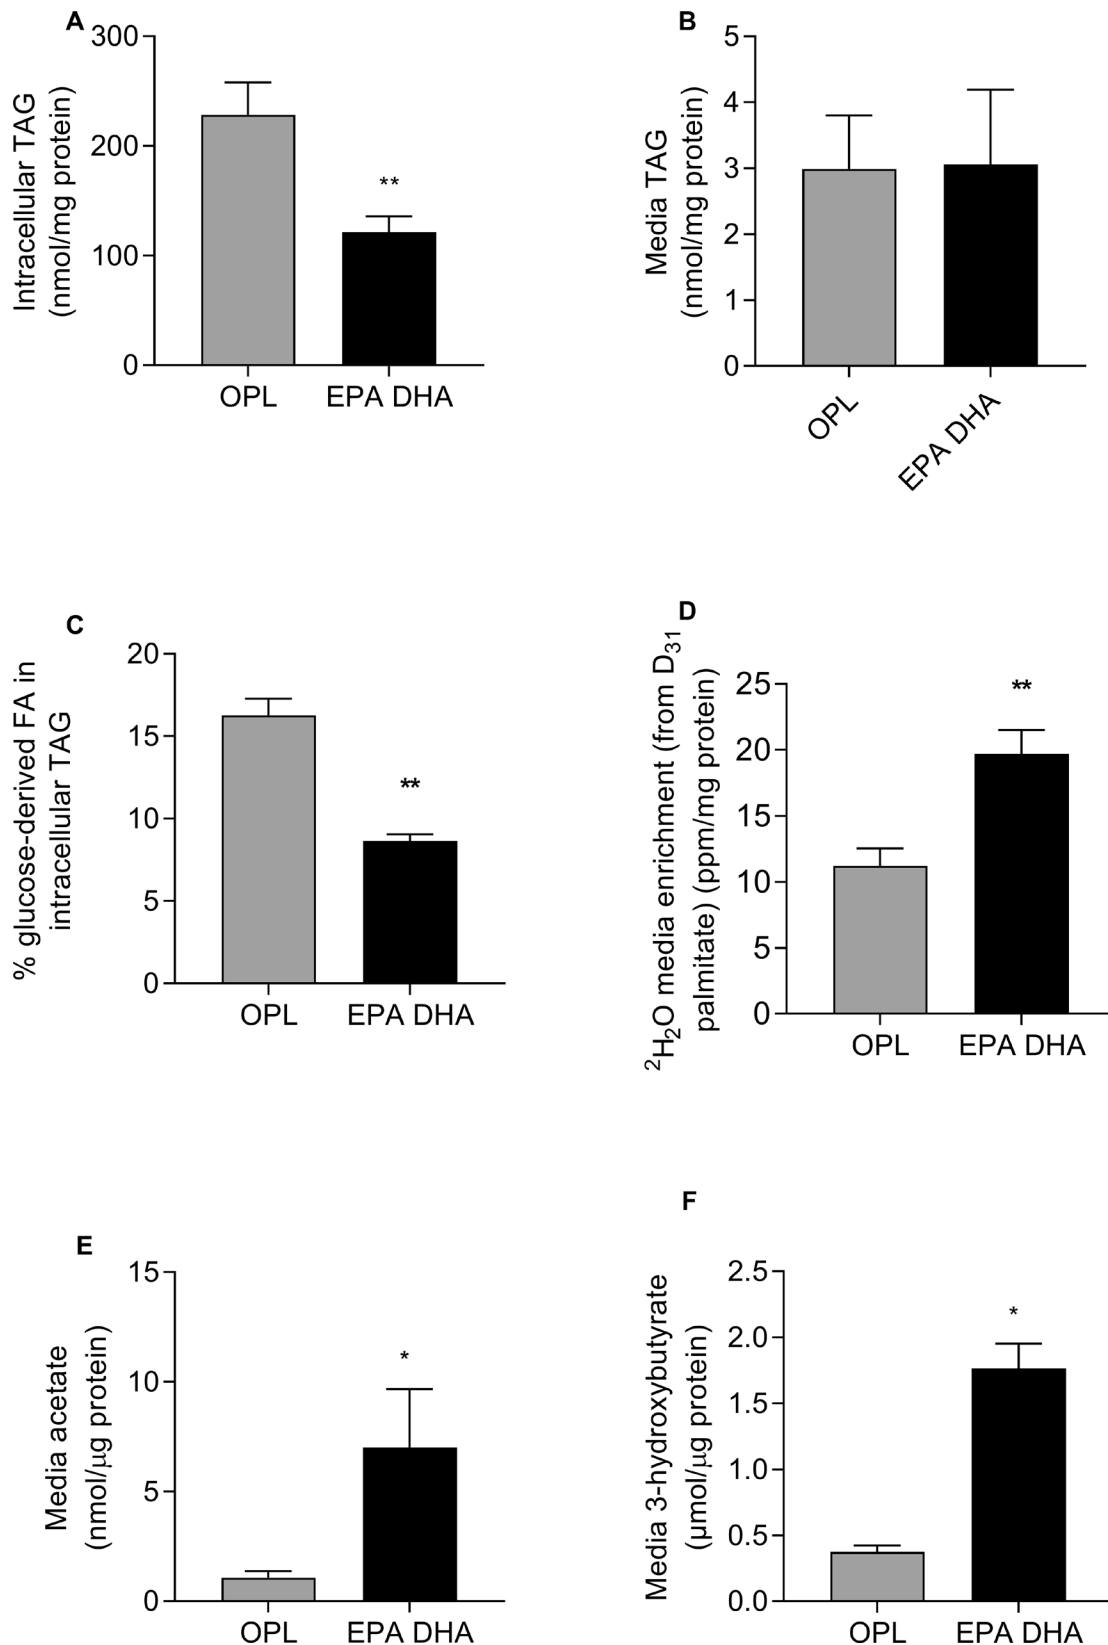 A
Intracellular TAG
(nmol/mg protein)
300
200
100
0
**
OPL
EPA DHA
B
Media TAG
(nmol/mg protein)
5
4
3
2
1
0
OPL
EPA DHA
C
% glucose-derived FA in
intracellular TAG
20
15
10
5
0
**
OPL
EPA DHA
D
²H₂O media enrichment (from D₃₁
palmitate) (ppm/mg protein)
25
20
15
10
5
0
**
OPL
EPA DHA
E
Media acetate
(nmol/μg protein)
15
10
5
0
*
OPL
EPA DHA
F
Media 3-hydroxybutyrate
(μmol/μg protein)
2.5
2.0
1.5
1.0
0.5
0.0
*
OPL
EPA DHA